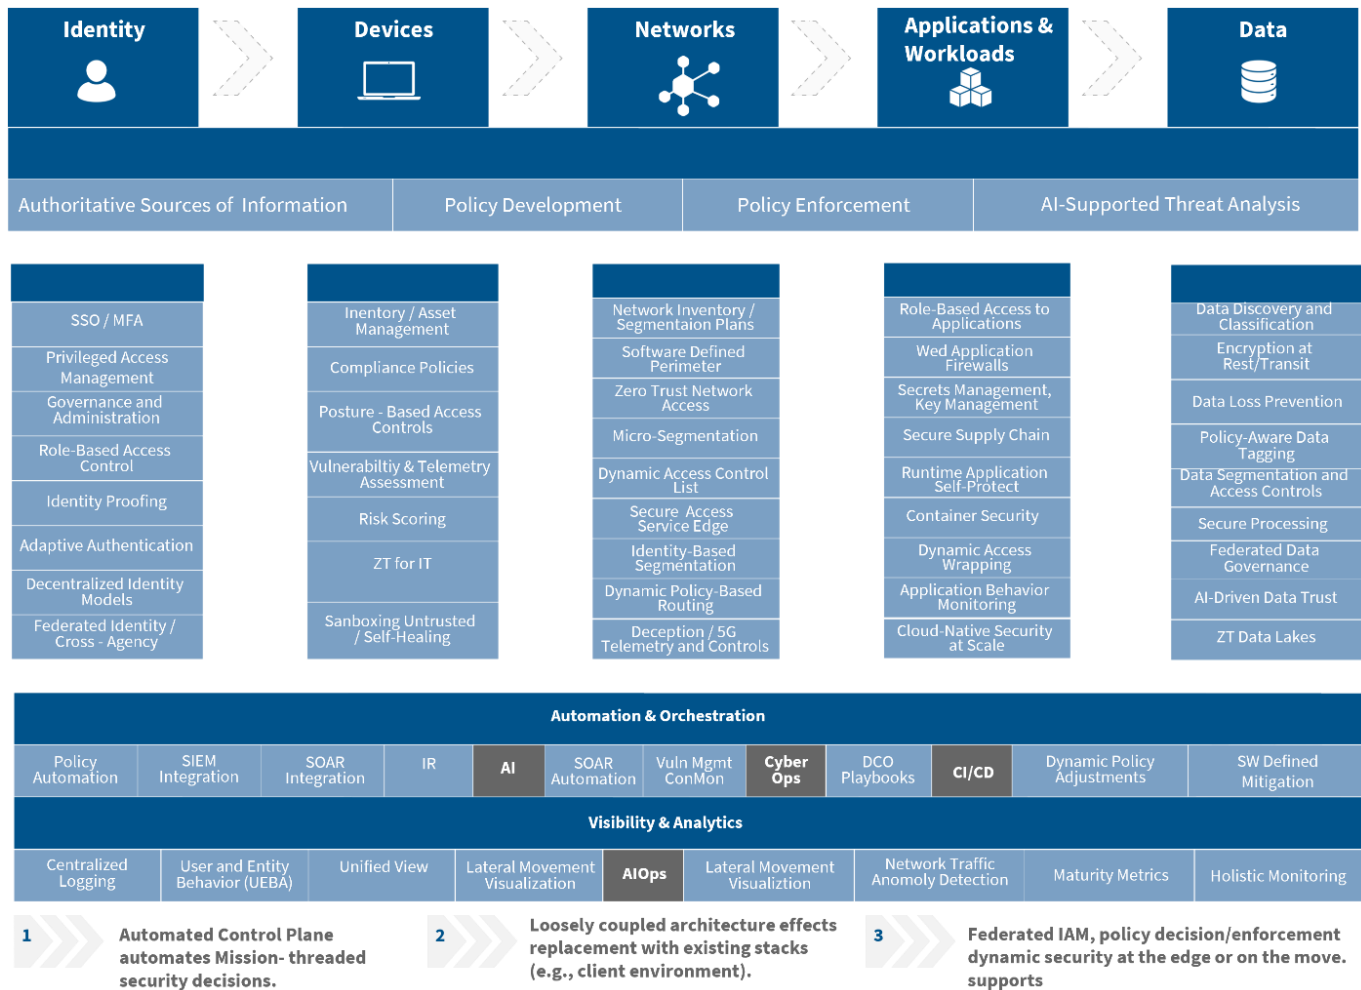 Identity
Devices
Networks
Applications &
Workloads
Data
Authoritative Sources of Information
Policy Development
Policy Enforcement
AI-Supported Threat Analysis
SSO / MFA
Privileged Access
Management
Governance and
Administration
Role-Based Access
Control
Identity Proofing
Adaptive Authentication
Decentralized Identity
Models
Federated Identity /
Cross - Agency
Inentory / Asset
Management
Compliance Policies
Posture - Based Access
Controls
Vulnerabiltiy & Telemetry
Assessment
Risk Scoring
ZT for IT
Sanboxing Untrusted
/ Self-Healing
Network Inventory /
Segmentaion Plans
Software Defined
Perimeter
Zero Trust Network
Access
Micro-Segmentation
Dynamic Access Control
List
Secure Access
Service Edge
Identity-Based
Segmentation
Dynamic Policy-Based
Routing
Deception / 5G
Telemetry and Controls
Role-Based Access to
Applications
Wed Application
Firewalls
Secrets Management,
Key Management
Secure Supply Chain
Runtime Application
Self-Protect
Container Security
Dynamic Access
Wrapping
Application Behavior
Monitoring
Cloud-Native Security
at Scale
Data Discovery and
Classification
Encryption at
Rest/Transit
Data Loss Prevention
Policy-Aware Data
Tagging
Data Segmentation and
Access Controls
Secure Processing
Federated Data
Governance
AI-Driven Data Trust
ZT Data Lakes
Automation & Orchestration
Policy
Automation
SIEM
Integration
SOAR
Integration
IR
AI
SOAR
Automation
Vuln Mgmt
ConMon
Cyber
Ops
DCO
Playbooks
CI/CD
Dynamic Policy
Adjustments
SW Defined
Mitigation
Visibility & Analytics
Centralized
Logging
User and Entity
Behavior (UEBA)
Unified View
Lateral Movement
Visualization
AIOps
Lateral Movement
Visualiztion
Network Traffic
Anomoly Detection
Maturity Metrics
Holistic Monitoring
1
Automated Control Plane
automates Mission- threaded
security decisions.
2
Loosely coupled architecture effects
replacement with existing stacks
(e.g., client environment).
3
Federated IAM, policy decision/enforcement
dynamic security at the edge or on the move.
supports